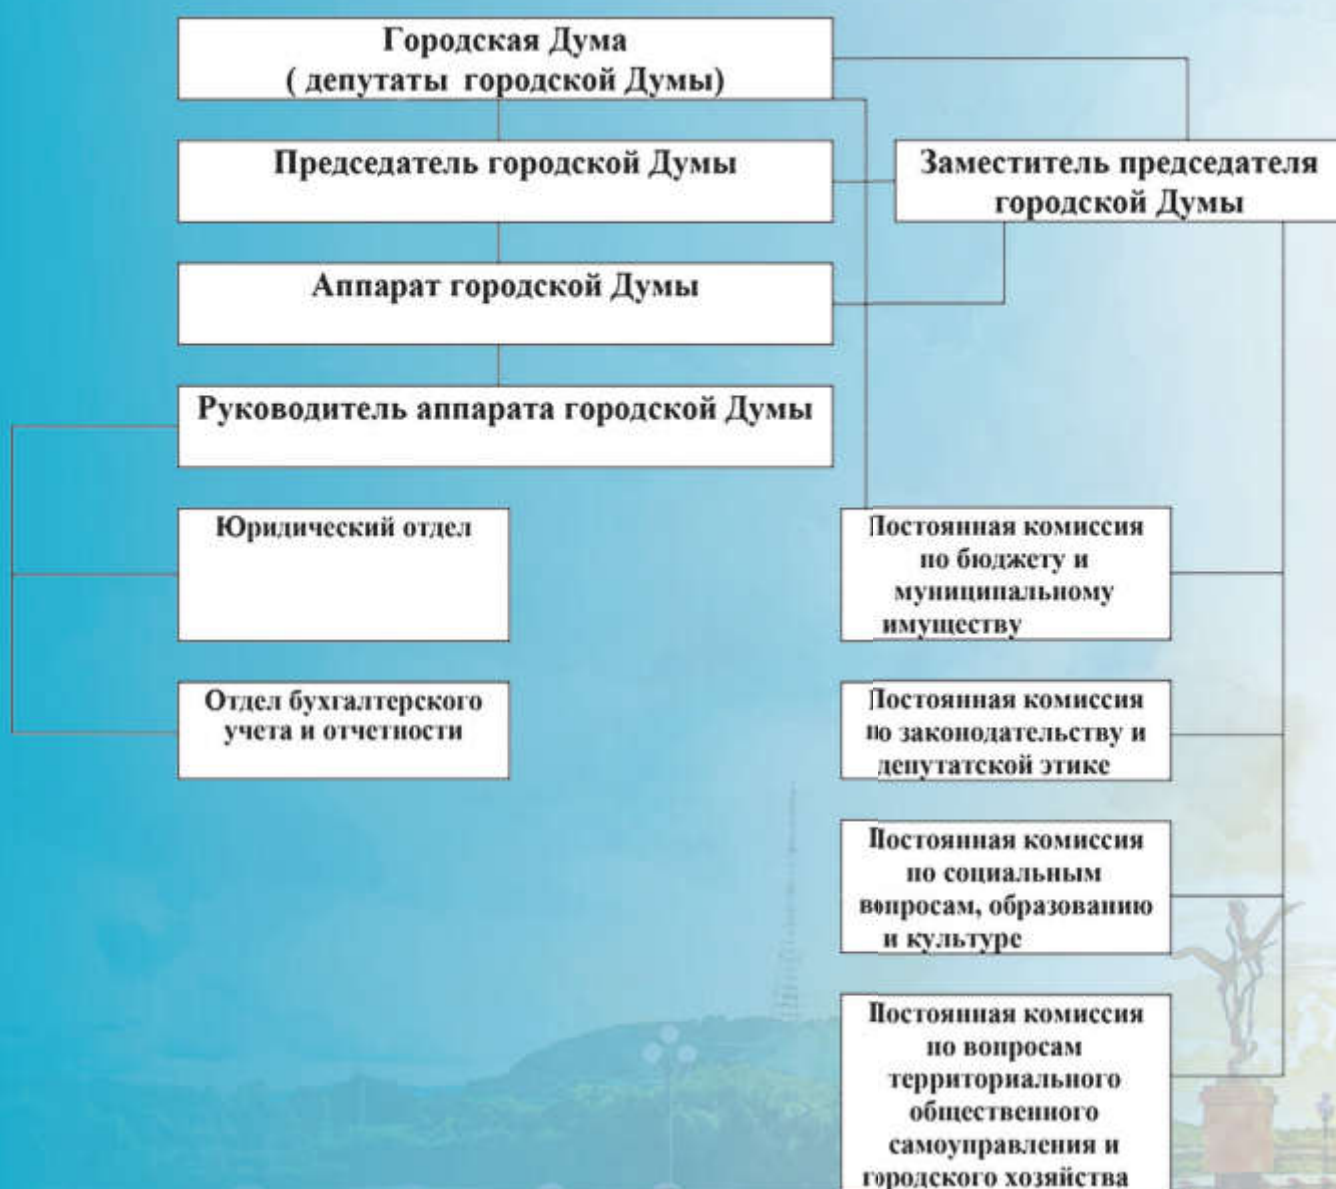 Городская Дума
( депутаты городской Думы)
Председатель городской Думы
Заместитель председателя
городской Думы
Аппарат городской Думы
Руководитель аппарата городской Думы
Юридический отдел
Отдел бухгалтерского
учета и отчетности
Постоянная комиссия
по бюджету и
муниципальному
имуществу
Постоянная комиссия
по законодательству и
депутатской этике
Постоянная комиссия
по социальным
вопросам, образованию
и культуре
Постоянная комиссия
по вопросам
территориального
общественного
самоуправления и
городского хозяйства